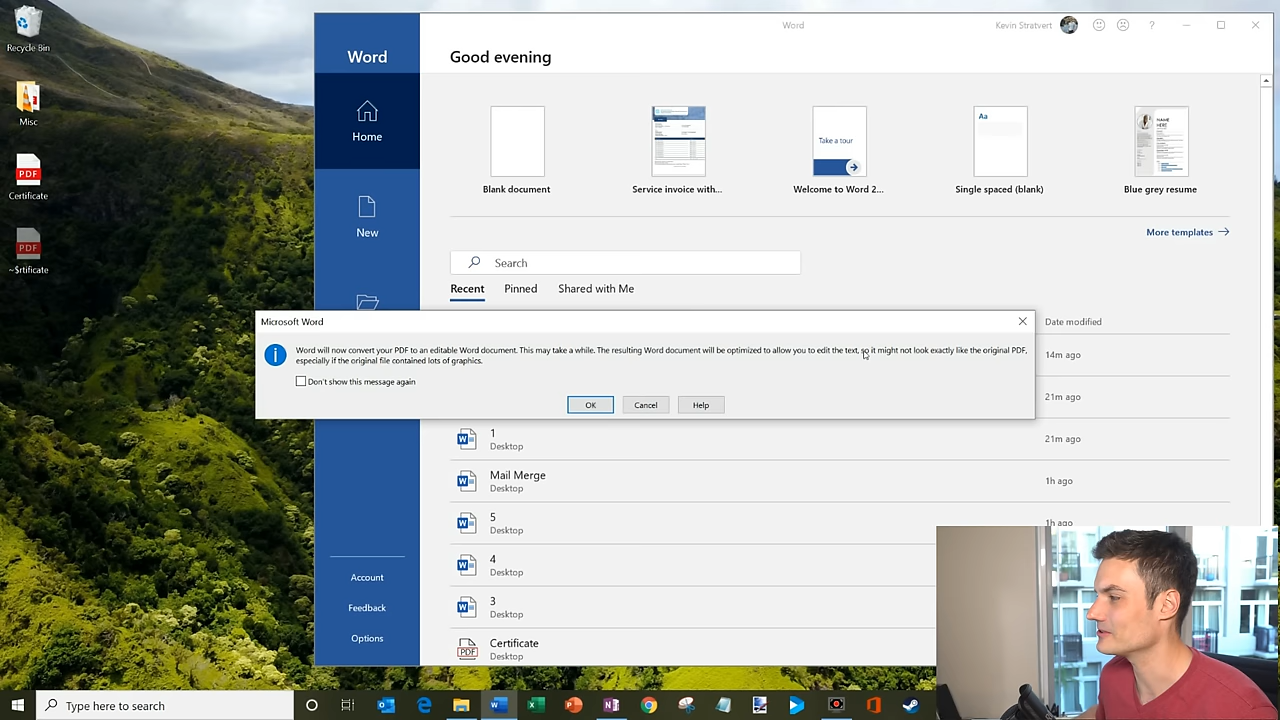 Recycle Bin
Misc
PDF
Certificate
PDF
~$rtificate
Word
Kevin Stratvert
?
Word
Good evening
Home
New
Take a tour
Aa
NAME
HERE
Blank document
Service invoice with...
Welcome to Word 2...
Single spaced (blank)
Blue grey resume
More templates
Search
Recent
Pinned
Shared with Me
Date modified
14m ago
21m ago
Microsoft Word
Word will now convert your PDF to an editable Word document. This may take a while. The resulting Word document will be optimized to allow you to edit the text, so it might not look exactly like the original PDF,
especially if the original file contained lots of graphics.
Don't show this message again
OK
Cancel
Help
1
Desktop
21m ago
Mail Merge
Desktop
1h ago
5
Desktop
1h ago
4
Desktop
3
Desktop
PDF
Certificate
Desktop
Account
Feedback
Options
Type here to search